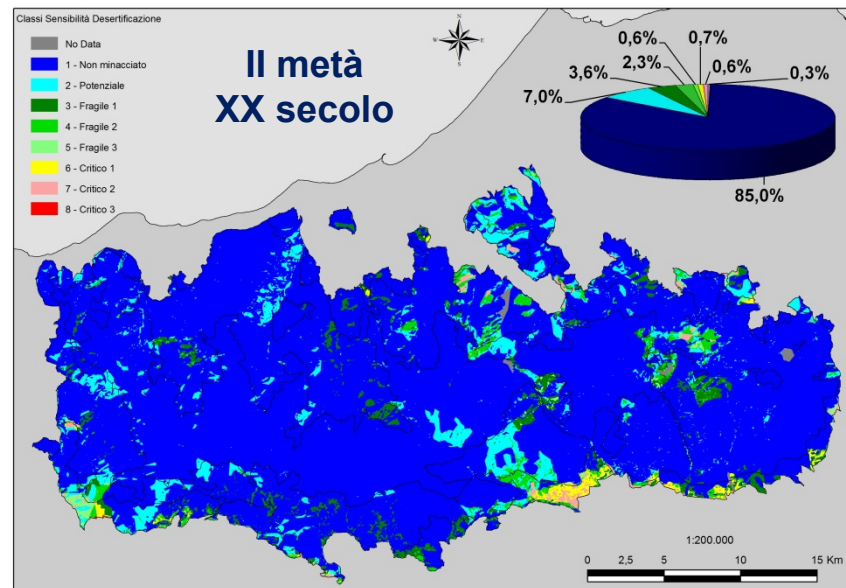 Classi Sensibilità Desertificazione
No Data
1 - Non minacciato
2 - Potenziale
3 - Fragile 1
4 - Fragile 2
5 - Fragile 3
6 - Critico 1
7 - Critico 2
8 - Critico 3
II metà
XX secolo
N
W
E
S
0,6%
0,7%
2,3%
0,6%
3,6%
0,3%
7,0%
85,0%
1:200.000
0 2,5 5 10 15 Km